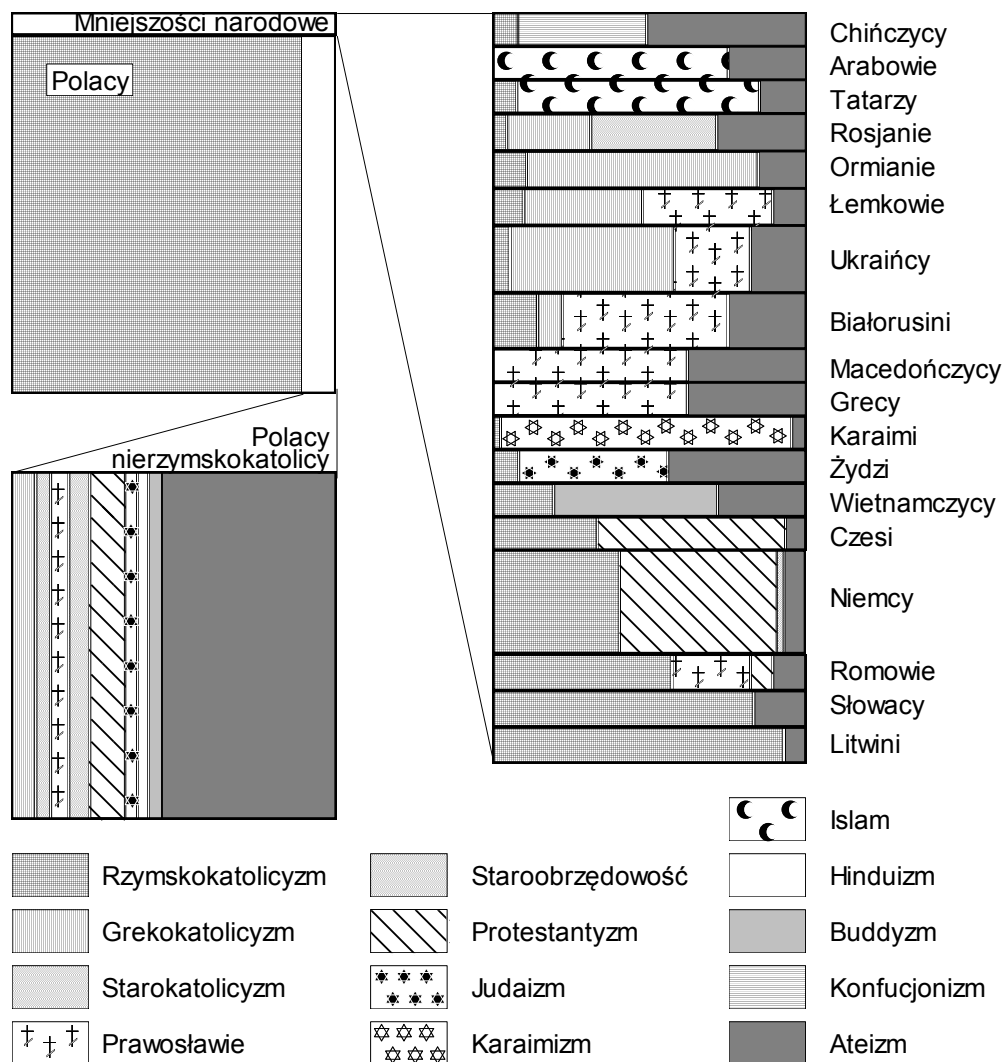 Mniejszości narodowe
Polacy
Polacy
nierzymskokatolicy
Chińczycy
Arabowie
Tatarzy
Rosjanie
Ormianie
Łemkowie
Ukraińcy
Białorusini
Macedończycy
Grecy
Karaimi
Żydzi
Wietnamczycy
Czesi
Niemcy
Romowie
Słowacy
Litwini
Rzymskokatolicyzm
Grekokatolicyzm
Starokatolicyzm
Prawosławie
Staroobrzędowość
Protestantyzm
Judaizm
Karaimizm
Islam
Hinduizm
Buddyzm
Konfucjonizm
Ateizm